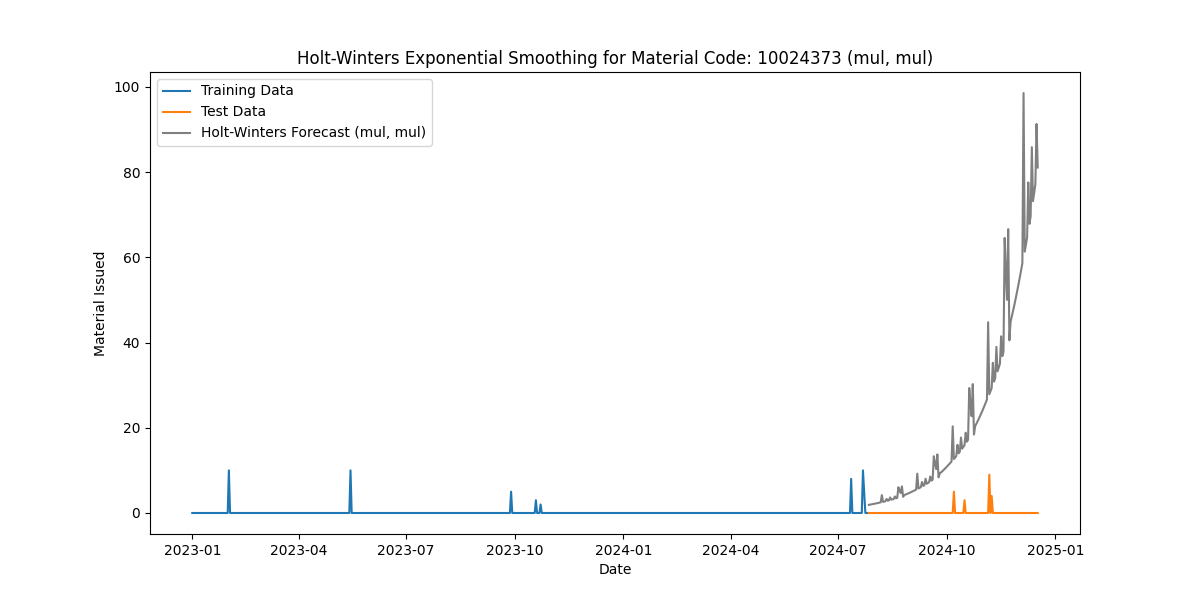 Holt-Winters Exponential Smoothing for Material Code: 10024373 (mul, mul)
Training Data
Test Data
Holt-Winters Forecast (mul, mul)
100
80
60
40
20
0
Material Issued
2023-01 2023-04 2023-07 2023-10 2024-01 2024-04 2024-07 2024-10 2025-01
Date